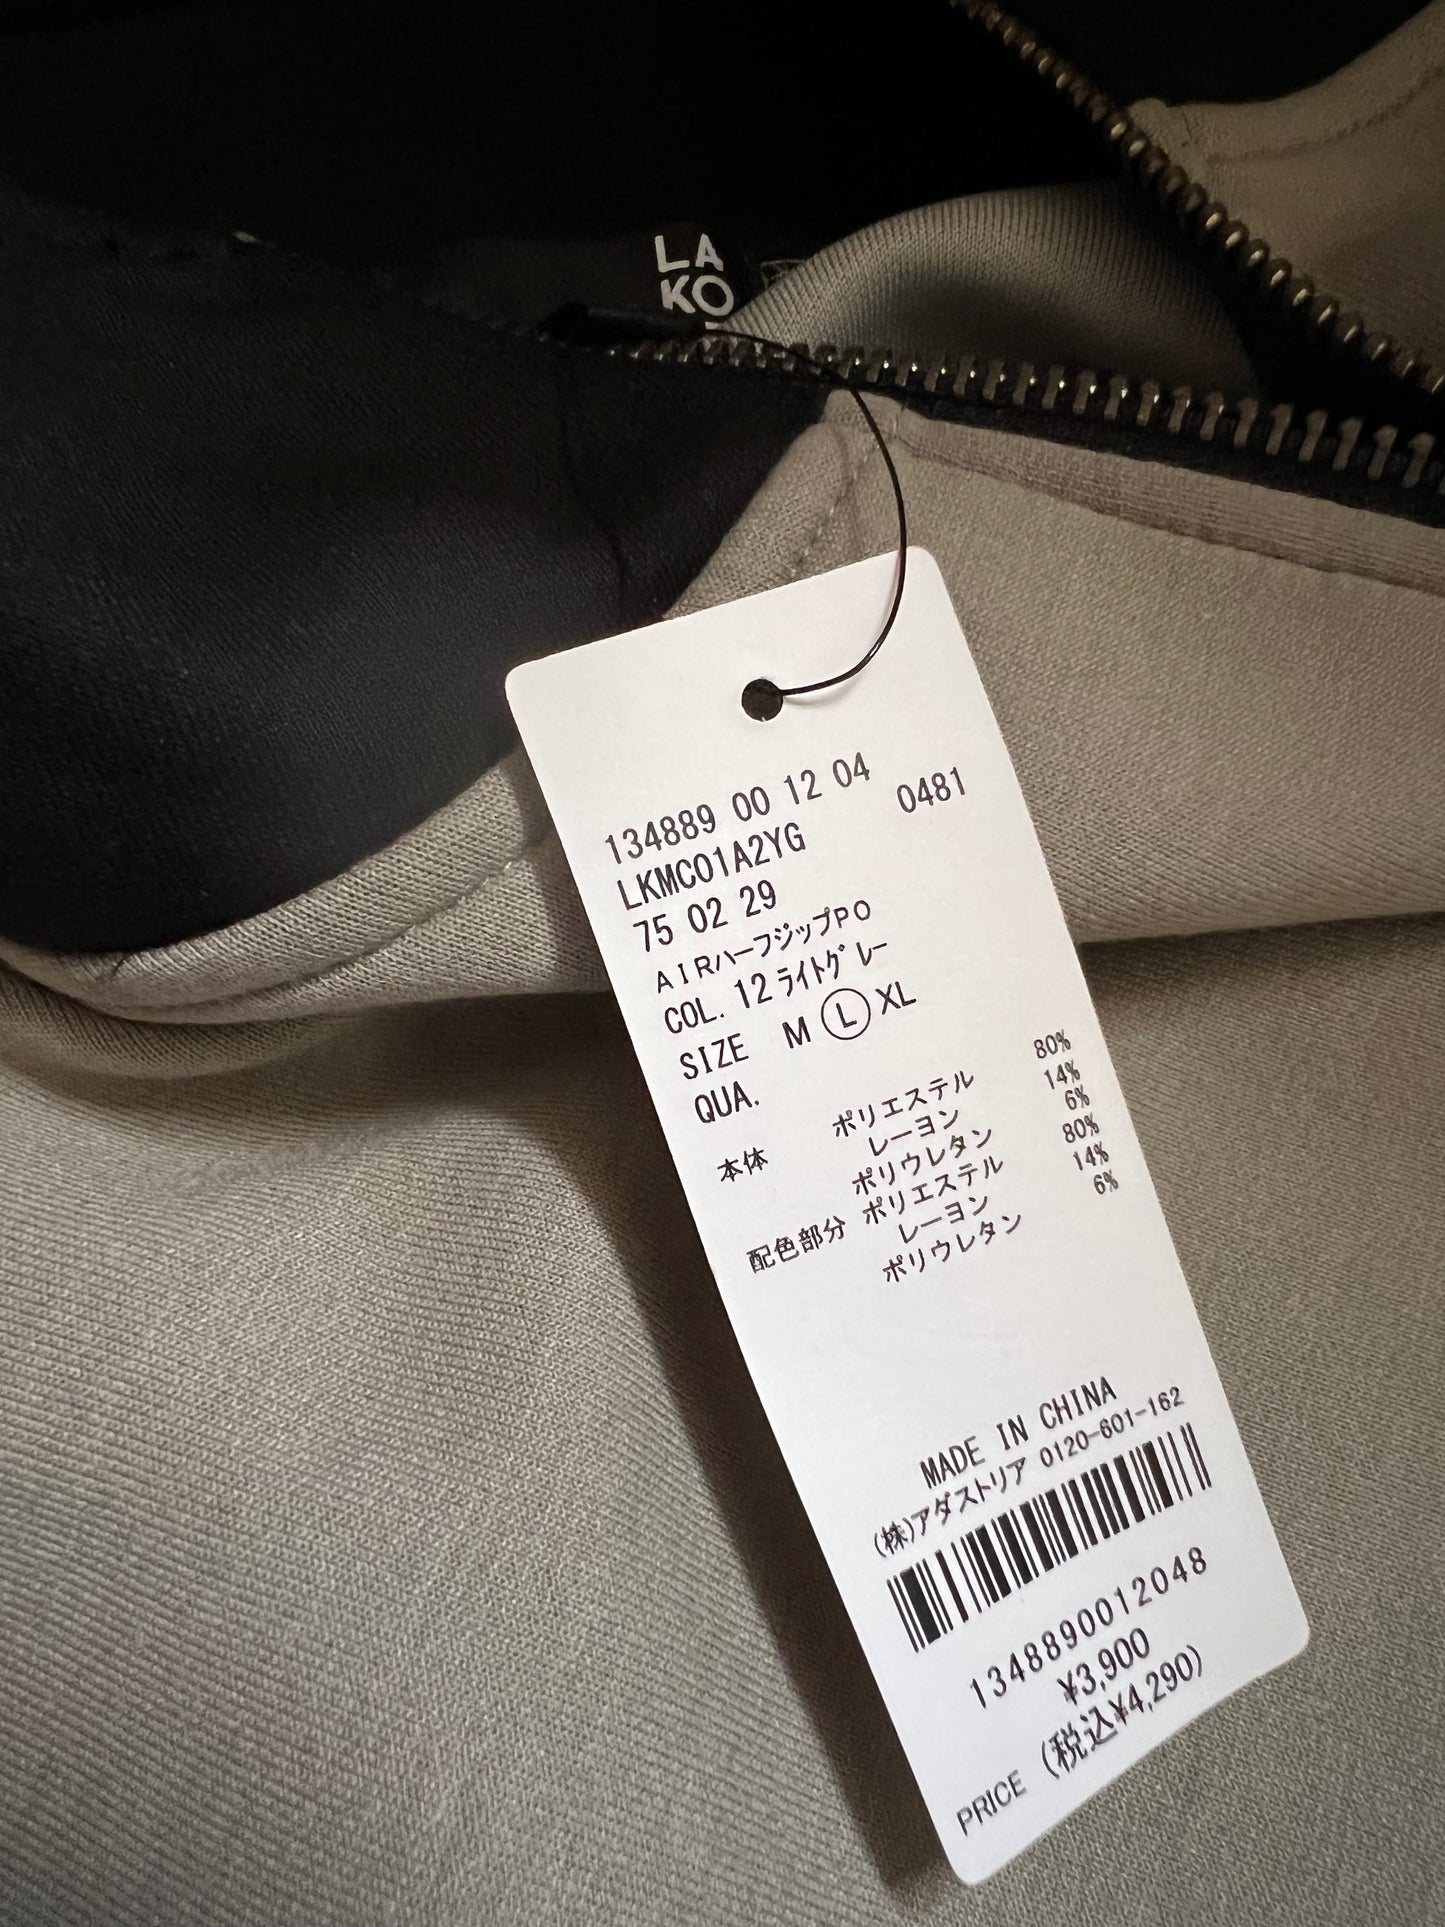 LA
KO
134889 00 12 04
0481
LKMC01A2YG
75 02 29
AIRハーフジップPO
COL. 12 ライトグレー
SIZE M L XL
QUA.
本体 ポリエステル 80%
レーヨン 14%
ポリウレタン 6%
配色部分 ポリエステル 80%
レーヨン 14%
ポリウレタン 6%
MADE IN CHINA
(株)アダストリア 0120-601-162
1348890012048
¥3,900
PRICE (税込¥4,290)